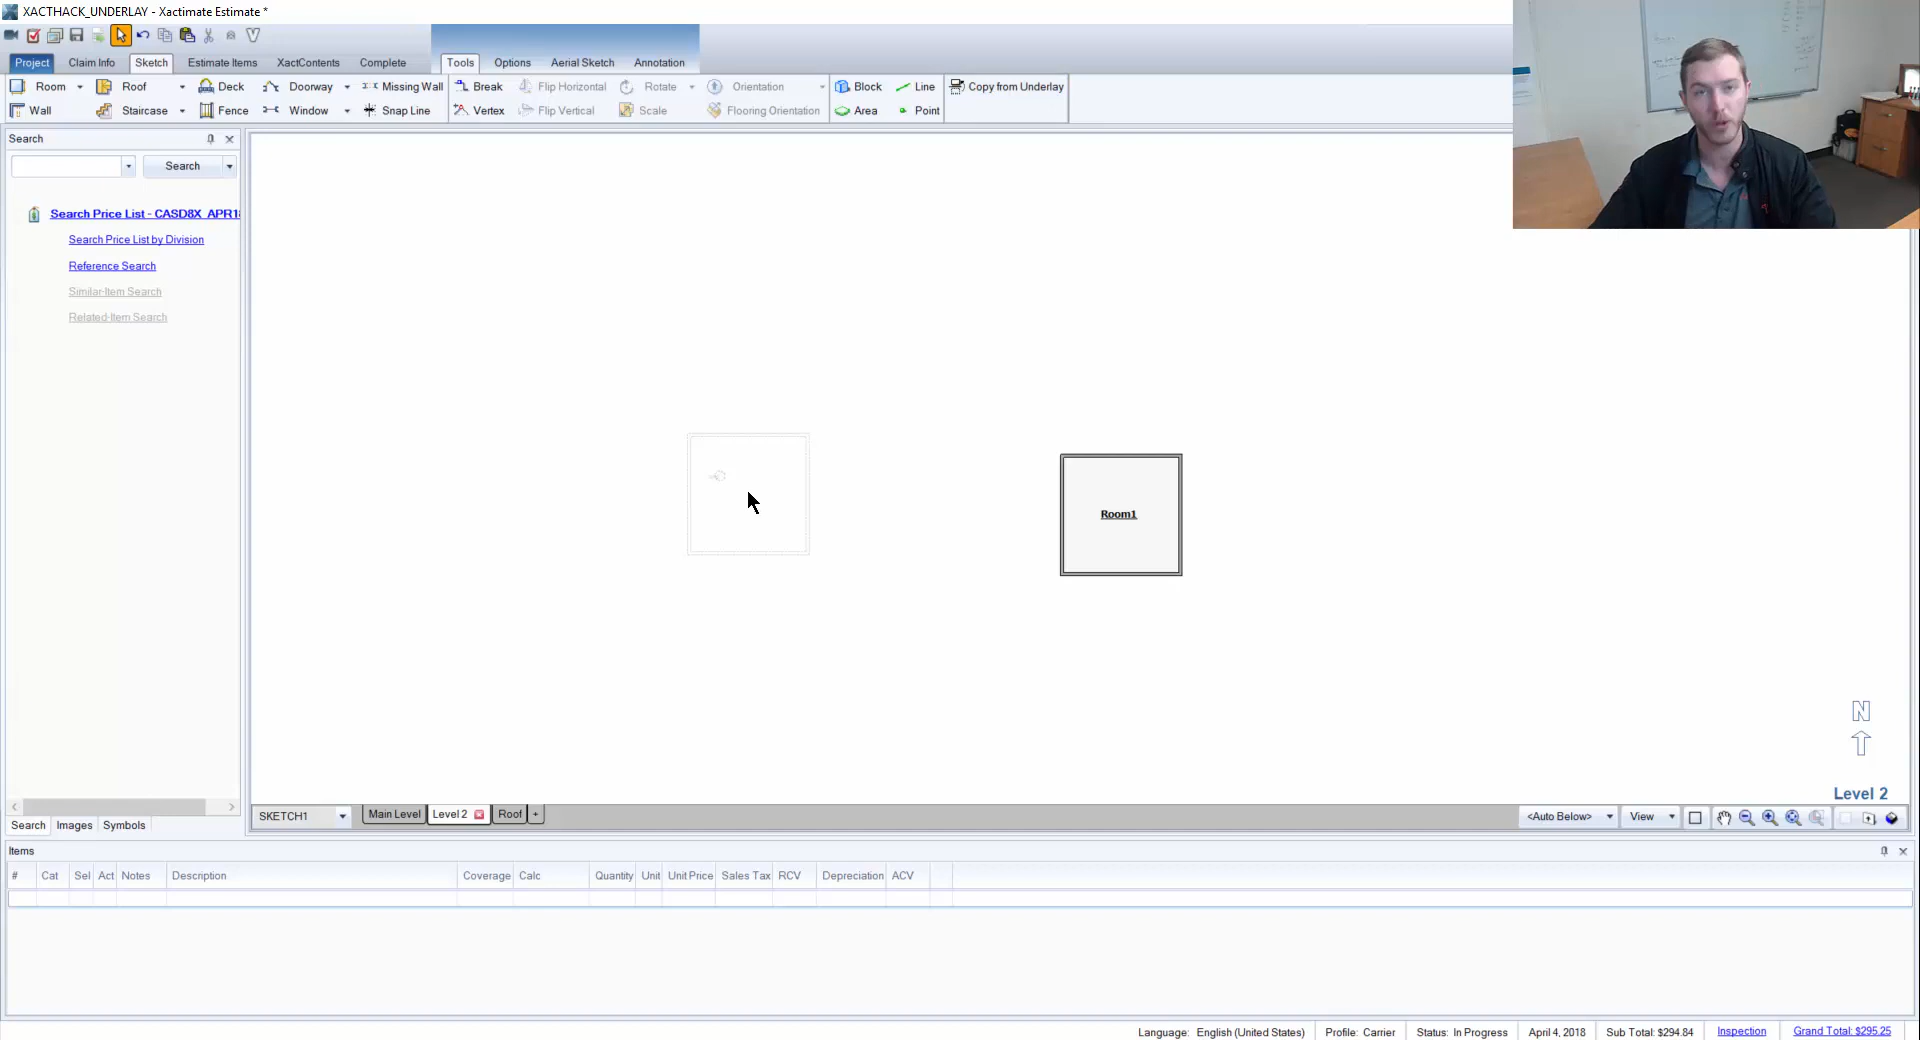 XACTHACK_UNDERLAY - Xactimate Estimate *
Project Claim Info Sketch Estimate Items XactContents Complete Tools Options Aerial Sketch Annotation
Room Roof Deck Doorway Missing Wall Break Flip Horizontal Rotate Orientation Block Line Copy from Underlay
Wall Staircase Fence Window Snap Line Vertex Flip Vertical Scale Flooring Orientation Area Point
Search
Search
Search Price List - CASD8X_APR18
Search Price List by Division
Reference Search
Similar-Item Search
Related-Item Search
Room1
N
Level 2
SKETCH1 Main Level Level 2 Roof + <Auto Below> View
Search Images Symbols
Items
# Cat Sel Act Notes Description Coverage Calc Quantity Unit Unit Price Sales Tax RCV Depreciation ACV
Language: English (United States) Profile: Carrier Status: In Progress April 4, 2018 Sub Total: $294.84 Inspection Grand Total: $295.25